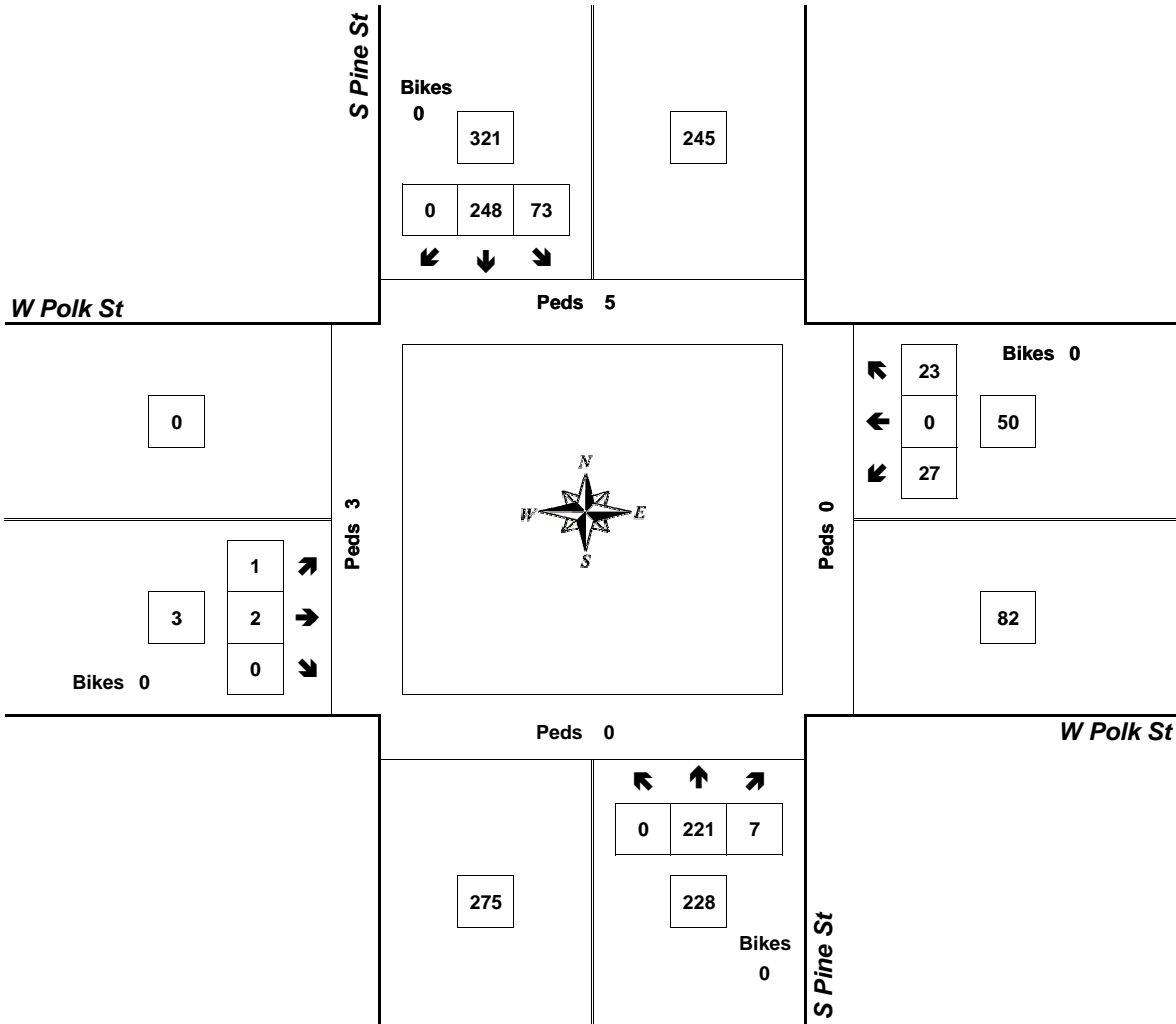 S Pine St
Bikes
0
321
245
0 248 73
W Polk St
Peds 5
0
Bikes 0
23
0 50
27
N
W E
S
Peds 3
Peds 0
1
3 2
0
Bikes 0
82
Peds 0
W Polk St
0 221 7
275
228
Bikes
0
S Pine St